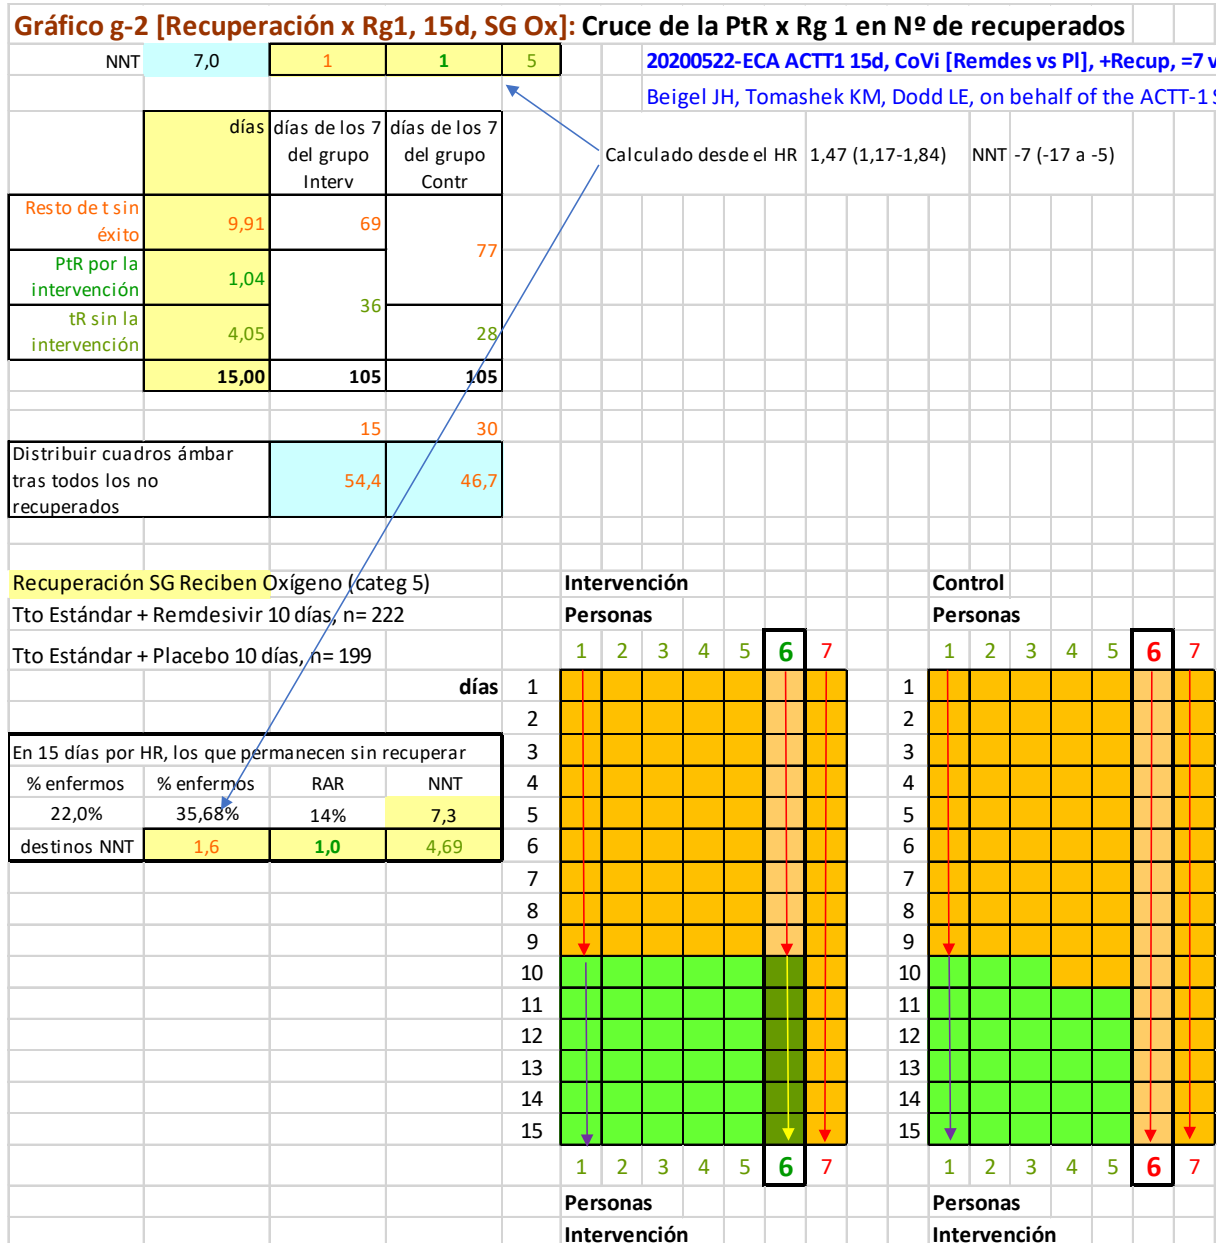 Gráfico g-2 [Recuperación x Rg1, 15d, SG Ox]: Cruce de la PtR x Rg 1 en Nº de recuperados
NNT 7,0 1 1 5 20200522-ECA ACTT1 15d, CoVi [Remdes vs Pl], +Recup, =7 v
Beigel JH, Tomashek KM, Dodd LE, on behalf of the ACTT-1
días días de los 7 del grupo Interv días de los 7 del grupo Contr
Calculado desde el HR 1,47 (1,17-1,84) NNT -7 (-17 a -5)
Resto de t sin éxito 9,91 69 77
PtR por la intervención 1,04 36
tR sin la intervención 4,05 28
15,00 105 105
15 30
Distribuir cuadros ámbar tras todos los no recuperados 54,4 46,7
Recuperación SG Reciben Oxígeno (categ 5) Intervención Control
Tto Estándar + Remdesivir 10 días, n= 222 Personas Personas
Tto Estándar + Placebo 10 días, n= 199 1 2 3 4 5 6 7 1 2 3 4 5 6 7
días 1 1
2 2
En 15 días por HR, los que permanecen sin recuperar 3 3
% enfermos % enfermos RAR NNT 4 4
22,0% 35,68% 14% 7,3 5 5
destinos NNT 1,6 1,0 4,69 6 6
7 7
8 8
9 9
10 10
11 11
12 12
13 13
14 14
15 15
1 2 3 4 5 6 7 1 2 3 4 5 6 7
Personas Personas
Intervención Intervención